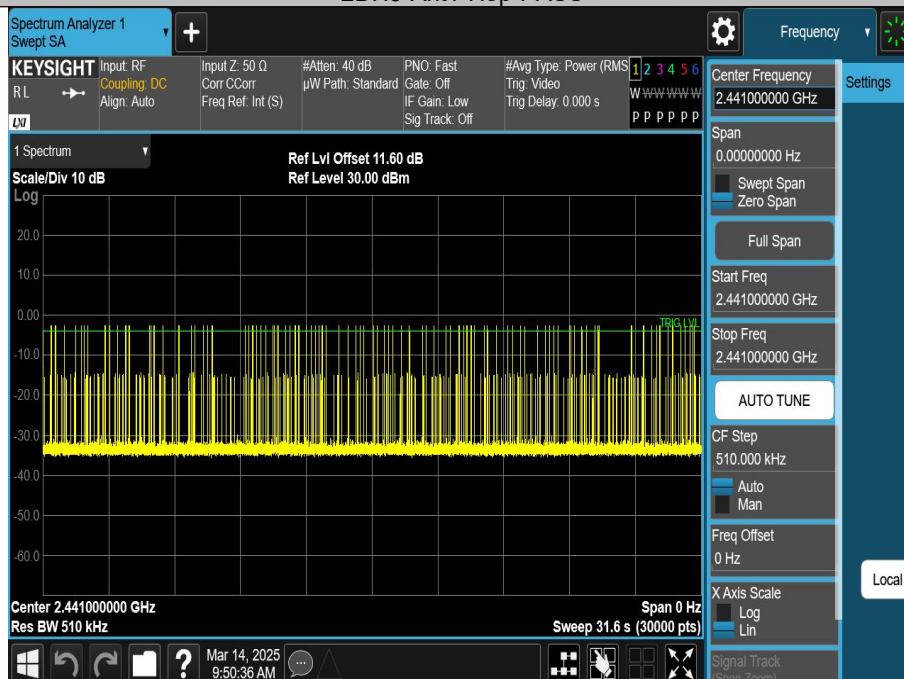 Spectrum Analyzer 1
Swept SA
Frequency
KEYSIGHT
RL
LXI
Input: RF
Coupling: DC
Align: Auto
Input Z: 50 Ω
Corr CCorr
Freq Ref: Int (S)
#Atten: 40 dB
µW Path: Standard
PNO: Fast
Gate: Off
IF Gain: Low
Sig Track: Off
#Avg Type: Power (RMS
Trig: Video
Trig Delay: 0.000 s
1 2 3 4 5 6
W W W W W W
P P P P P P
Center Frequency
2.441000000 GHz
Settings
Span
0.00000000 Hz
Swept Span
Zero Span
Full Span
Start Freq
2.441000000 GHz
Stop Freq
2.441000000 GHz
AUTO TUNE
CF Step
510.000 kHz
Auto
Man
Freq Offset
0 Hz
X Axis Scale
Log
Lin
Signal Track
(Span Zoom)
Local
1 Spectrum
Scale/Div 10 dB
Log
Ref Lvl Offset 11.60 dB
Ref Level 30.00 dBm
20.0
10.0
0.00
TRIG LVL
-10.0
-20.0
-30.0
-40.0
-50.0
-60.0
Center 2.441000000 GHz
Span 0 Hz
Res BW 510 kHz
Sweep 31.6 s (30000 pts)
?
Mar 14, 2025
9:50:36 AM